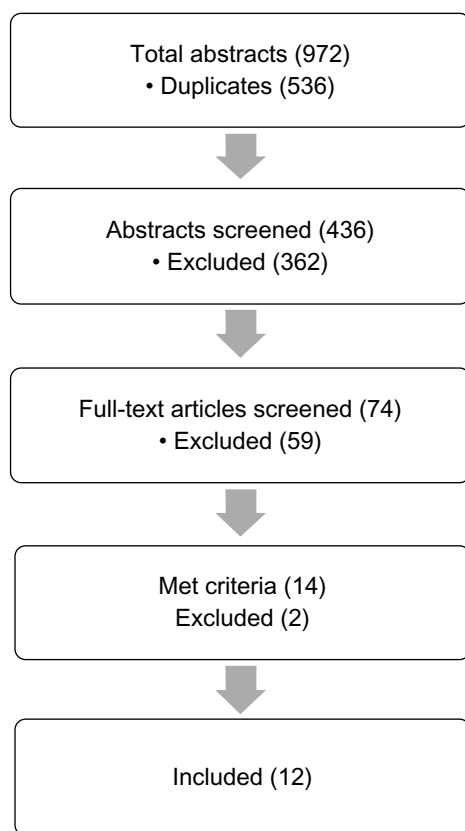 Total abstracts (972)
• Duplicates (536)
Abstracts screened (436)
• Excluded (362)
Full-text articles screened (74)
• Excluded (59)
Met criteria (14)
Excluded (2)
Included (12)